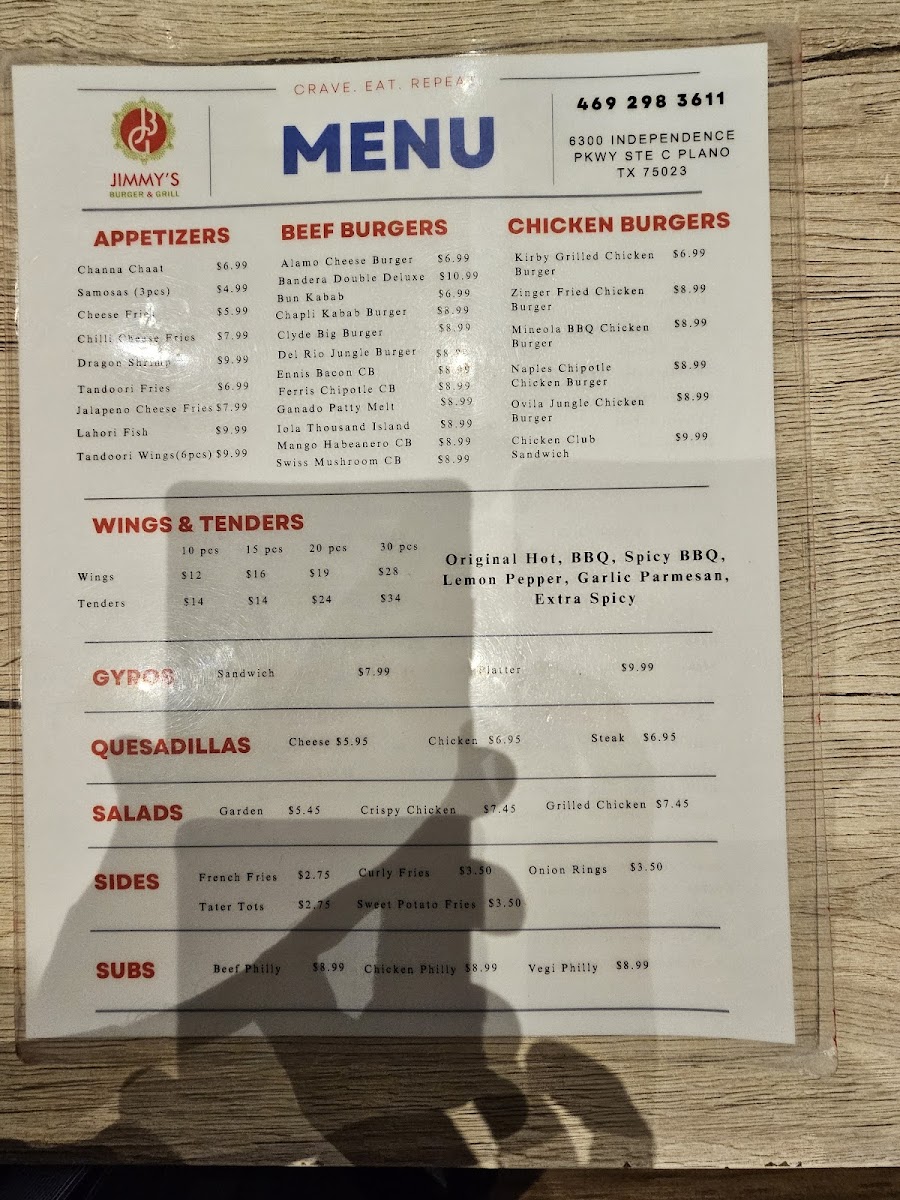 CRAVE. EAT. REPEAT.
JIMMY'S
BURGER & GRILL
MENU
469 298 3611
6300 INDEPENDENCE
PKWY STE C PLANO
TX 75023
APPETIZERS
Channa Chaat $6.99
Samosas (3pcs) $4.99
Cheese Fries $5.99
Chilli Cheese Fries $7.99
Dragon Shrimp $9.99
Tandoori Fries $6.99
Jalapeno Cheese Fries $7.99
Lahori Fish $9.99
Tandoori Wings(6pcs) $9.99
BEEF BURGERS
Alamo Cheese Burger $6.99
Bandera Double Deluxe $10.99
Bun Kabab $6.99
Chapli Kabab Burger $8.99
Clyde Big Burger $8.99
Del Rio Jungle Burger $8.99
Ennis Bacon CB $8.99
Ferris Chipotle CB $8.99
Ganado Patty Melt $8.99
Iola Thousand Island $8.99
Mango Habeanero CB $8.99
Swiss Mushroom CB $8.99
CHICKEN BURGERS
Kirby Grilled Chicken $6.99
Burger
Zinger Fried Chicken $8.99
Burger
Mineola BBQ Chicken $8.99
Burger
Naples Chipotle $8.99
Chicken Burger
Ovila Jungle Chicken $8.99
Burger
Chicken Club $9.99
Sandwich
WINGS & TENDERS
10 pcs 15 pcs 20 pcs 30 pcs
Wings $12 $16 $19 $28
Tenders $14 $14 $24 $34
Original Hot, BBQ, Spicy BBQ,
Lemon Pepper, Garlic Parmesan,
Extra Spicy
GYROS Sandwich $7.99 Platter $9.99
QUESADILLAS Cheese $5.95 Chicken $6.95 Steak $6.95
SALADS Garden $5.45 Crispy Chicken $7.45 Grilled Chicken $7.45
SIDES French Fries $2.75 Curly Fries $3.50 Onion Rings $3.50
Tater Tots $2.75 Sweet Potato Fries $3.50
SUBS Beef Philly $8.99 Chicken Philly $8.99 Vegi Philly $8.99